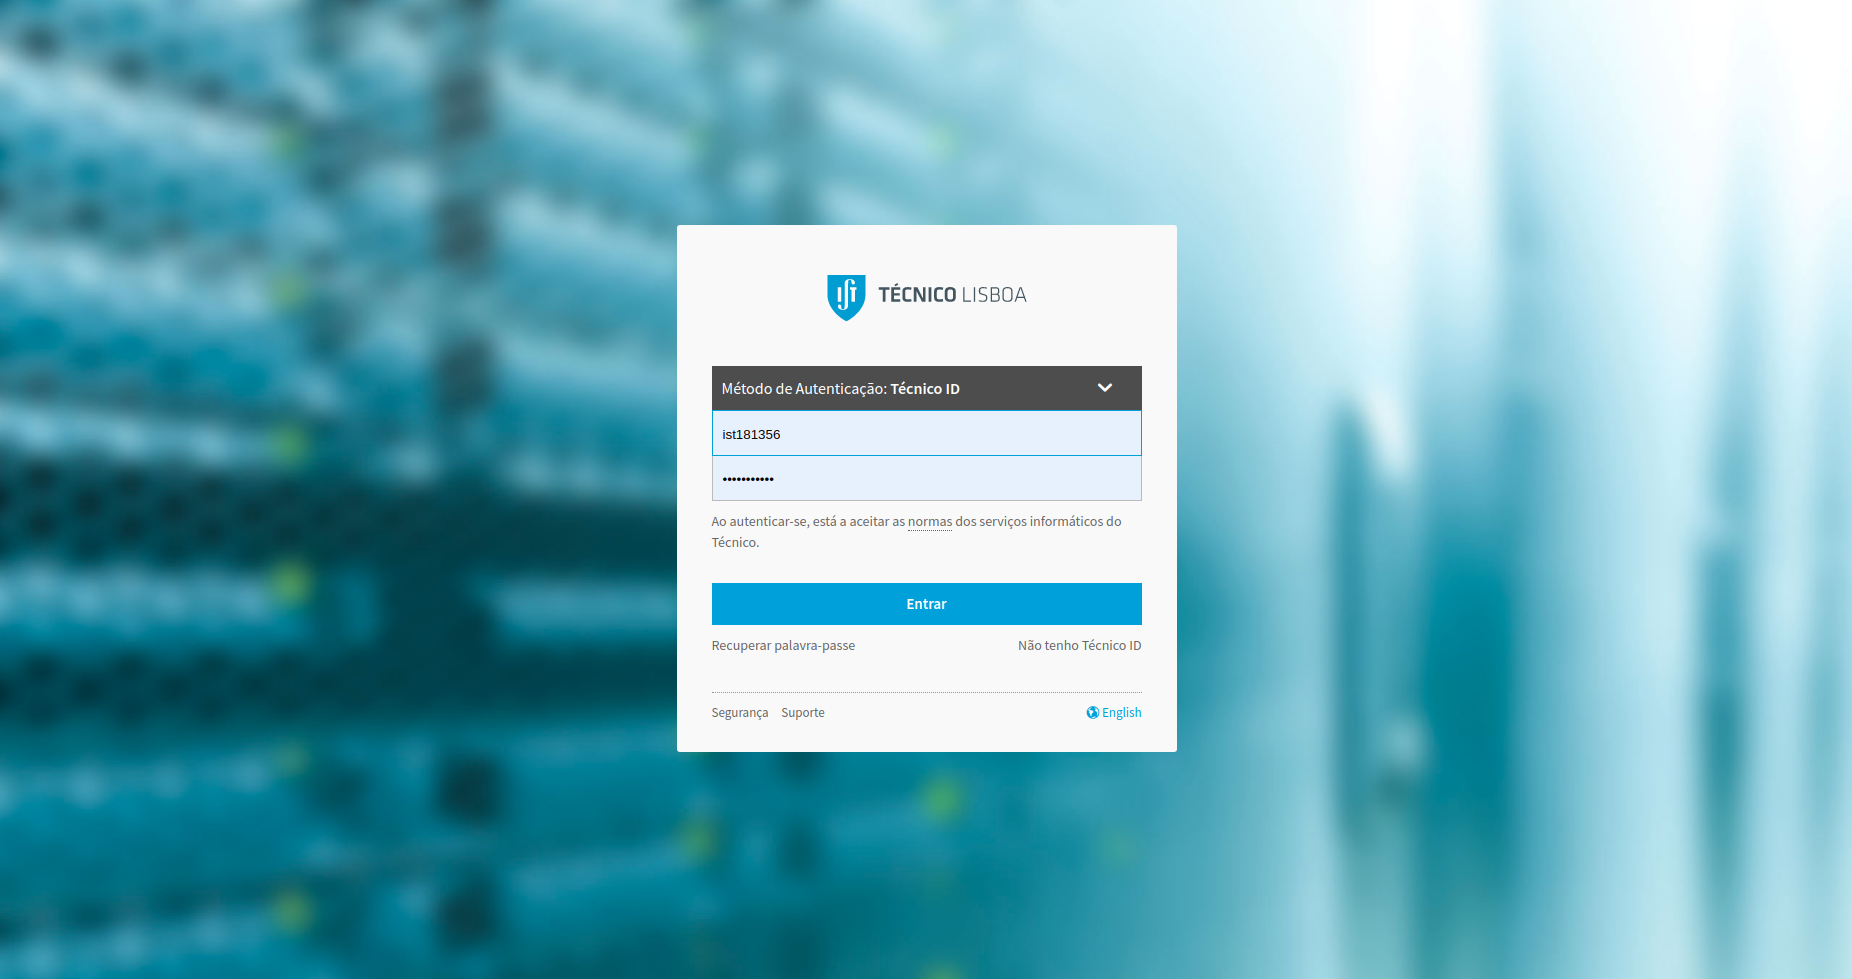 TÉCNICO LISBOA
Método de Autenticação: Técnico ID
ist181356
•••••••••••
Ao autenticar-se, está a aceitar as normas dos serviços informáticos do
Técnico.
Entrar
Recuperar palavra-passe Não tenho Técnico ID
Segurança Suporte English